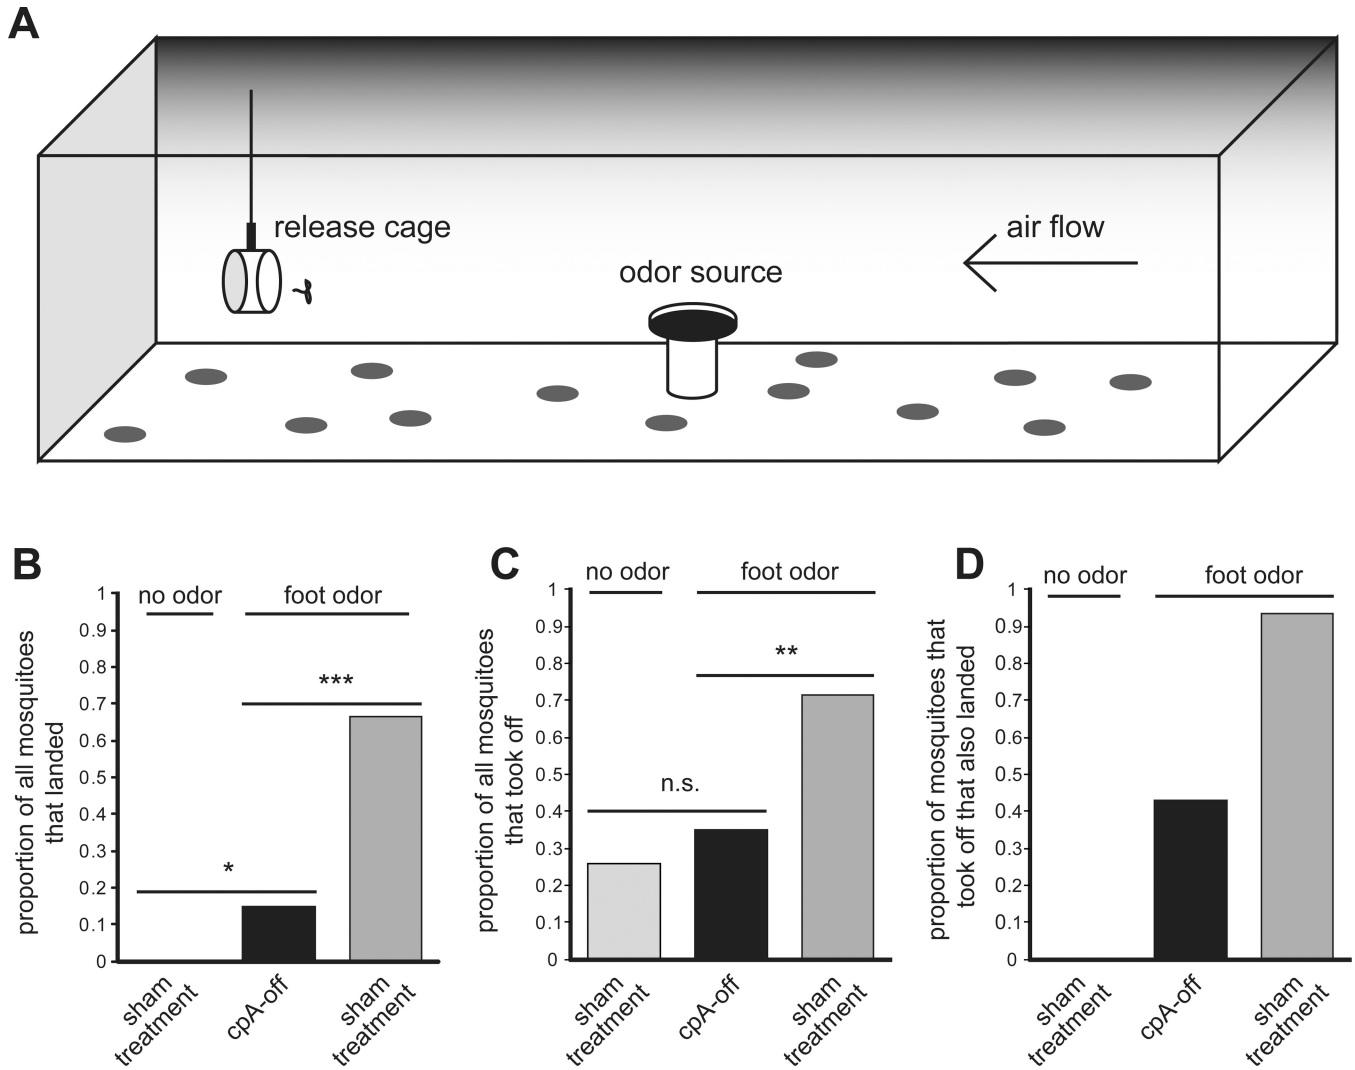 A
release cage
air flow
odor source
B
no odor
foot odor
1
0.9
0.8
0.7
0.6
0.5
0.4
0.3
0.2
0.1
0
proportion of all mosquitoes
that landed
***
*
sham
treatment
cpA-off
sham
treatment
C
no odor
foot odor
1
0.9
0.8
0.7
0.6
0.5
0.4
0.3
0.2
0.1
0
proportion of all mosquitoes
that took off
**
n.s.
sham
treatment
cpA-off
sham
treatment
D
no odor
foot odor
1
0.9
0.8
0.7
0.6
0.5
0.4
0.3
0.2
0.1
0
proportion of mosquitoes that
took off that also landed
sham
treatment
cpA-off
sham
treatment